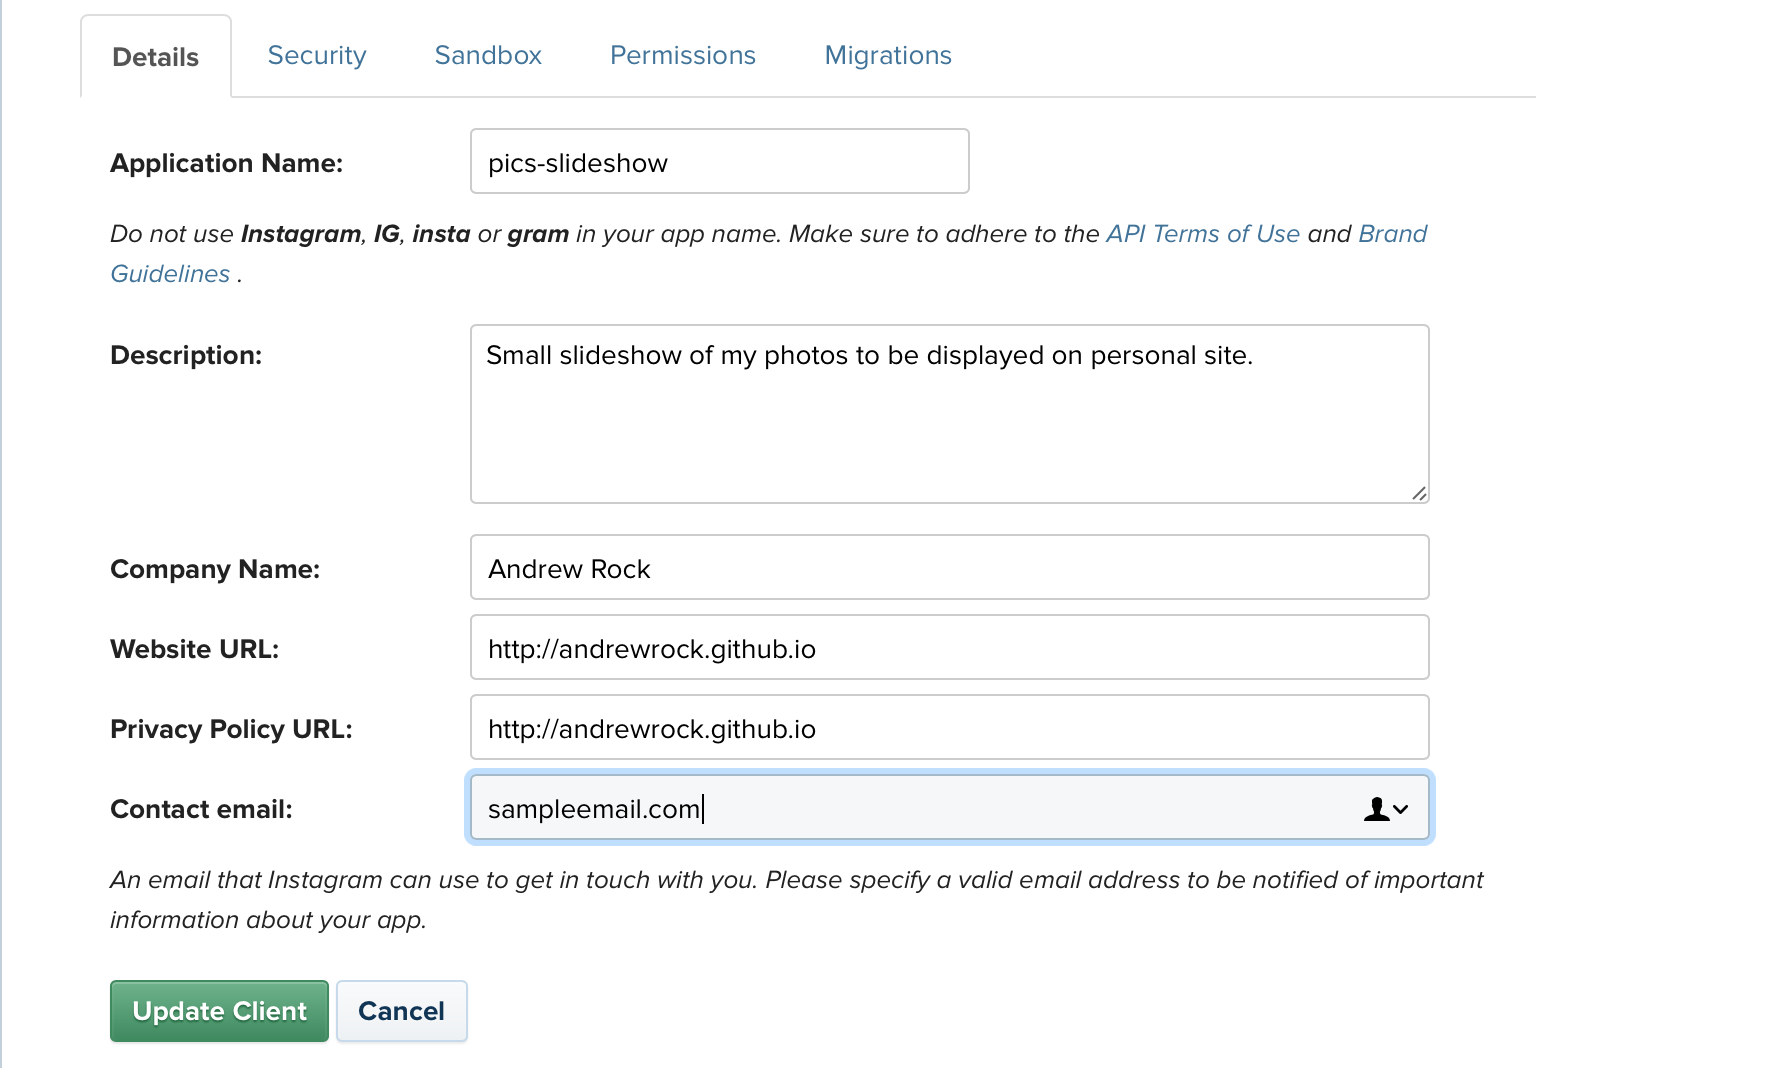 Details Security Sandbox Permissions Migrations
Application Name: pics-slideshow
Do not use Instagram, IG, insta or gram in your app name. Make sure to adhere to the API Terms of Use and Brand
Guidelines .
Description: Small slideshow of my photos to be displayed on personal site.
Company Name: Andrew Rock
Website URL: http://andrewrock.github.io
Privacy Policy URL: http://andrewrock.github.io
Contact email: sampleemail.com
An email that Instagram can use to get in touch with you. Please specify a valid email address to be notified of important
information about your app.
Update Client Cancel